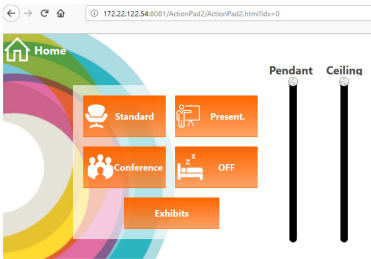 172.22.122.54:8081/ActionPad2/ActionPad2.html?idx=0
Home
Pendant Ceiling
Standard Present.
Conference z z OFF
Exhibits